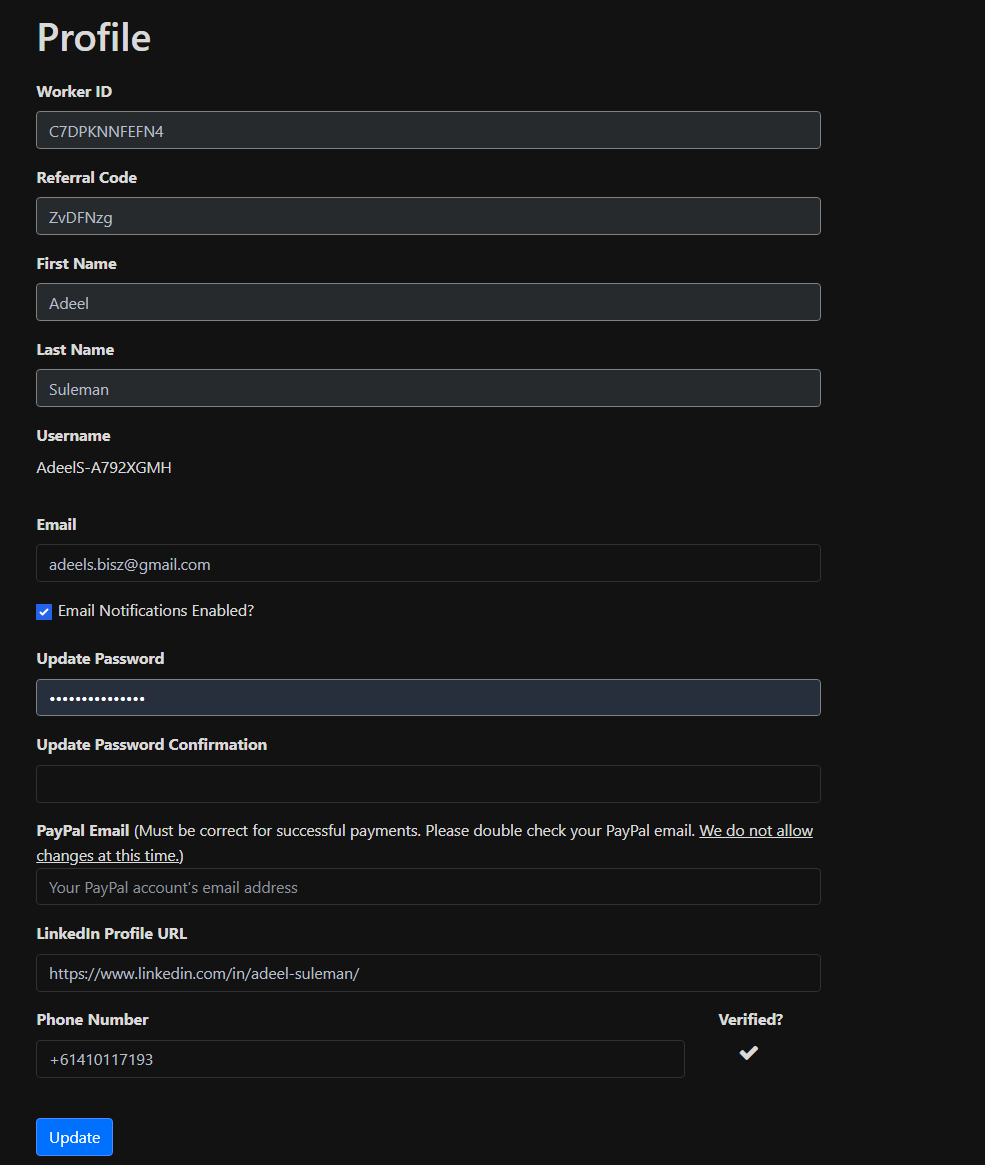 Profile
Worker ID
C7DPKNNFEFN4
Referral Code
ZvDFNzg
First Name
Adeel
Last Name
Suleman
Username
AdeelS-A792XGMH
Email
adeels.bisz@gmail.com
Email Notifications Enabled?
Update Password
•••••••••••••••
Update Password Confirmation
PayPal Email (Must be correct for successful payments. Please double check your PayPal email. We do not allow
changes at this time.)
Your PayPal account's email address
LinkedIn Profile URL
https://www.linkedin.com/in/adeel-suleman/
Phone Number
Verified?
+61410117193
Update